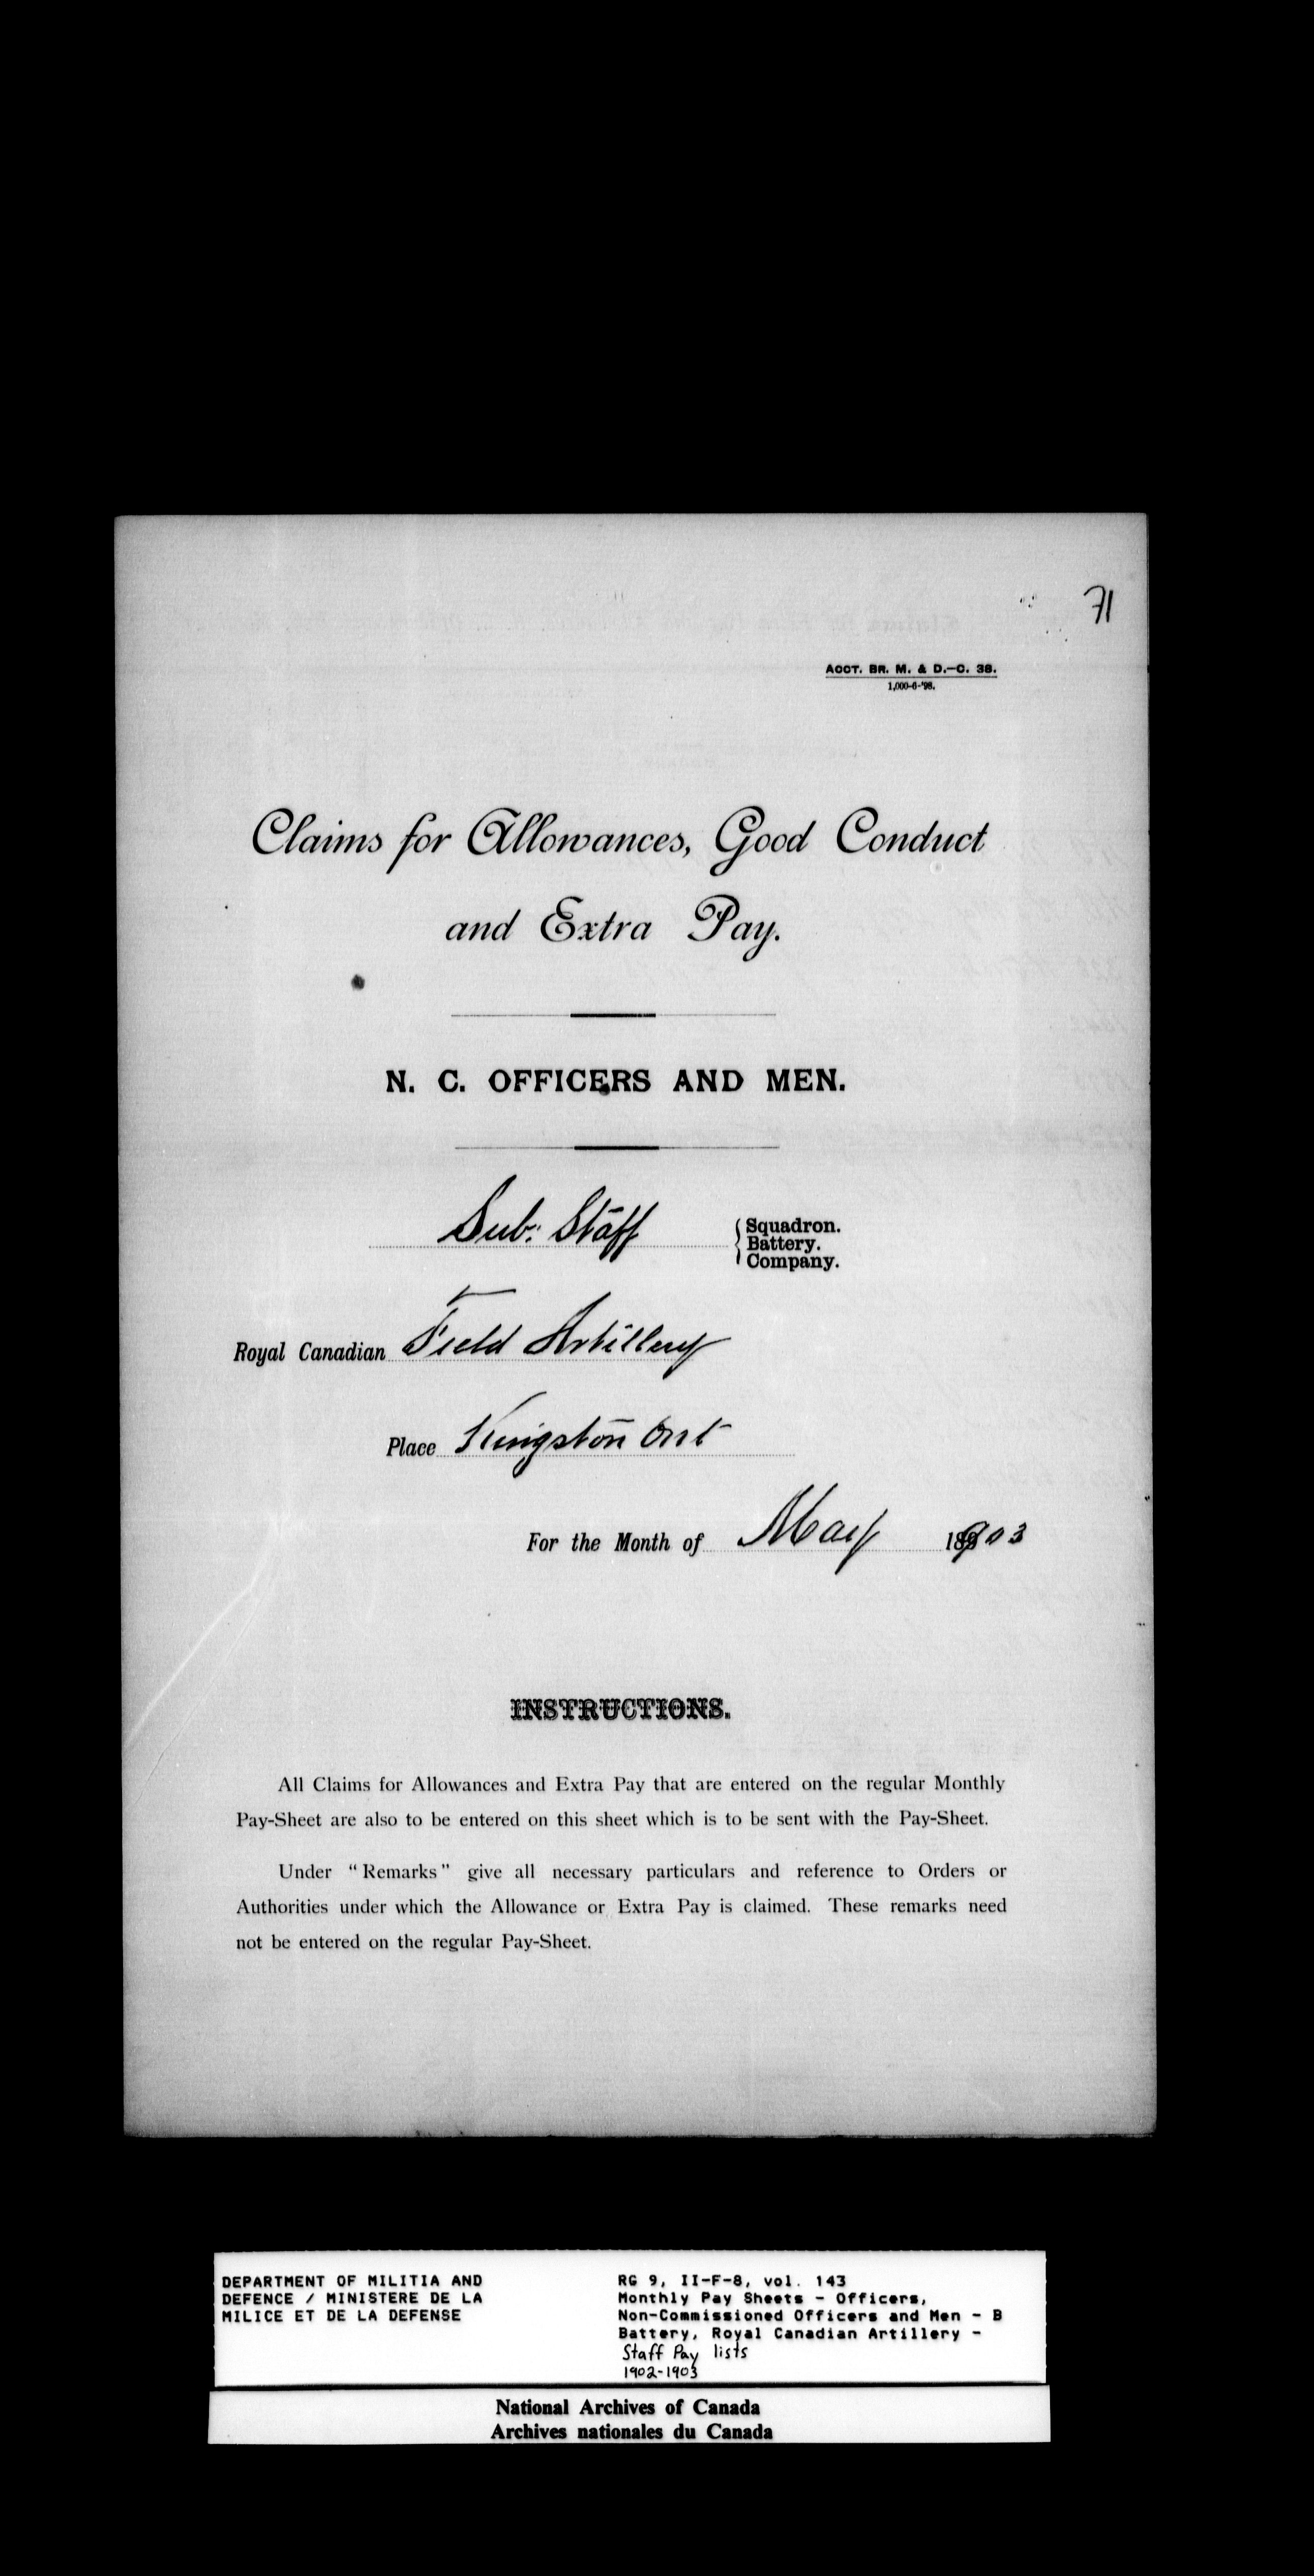 71
ACCT. BR. M. & D.—C. 38.
1,000-6-'98.
Claims for Allowances, Good Conduct
and Extra Pay.
N. C. OFFICERS AND MEN.
Sub: Staff
Squadron.
Battery.
Company.
Royal Canadian Field Artillery
Place Kingston Ont
For the Month of May 1903
INSTRUCTIONS.
All Claims for Allowances and Extra Pay that are entered on the regular Monthly
Pay-Sheet are also to be entered on this sheet which is to be sent with the Pay-Sheet.
Under "Remarks" give all necessary particulars and reference to Orders or
Authorities under which the Allowance or Extra Pay is claimed. These remarks need
not be entered on the regular Pay-Sheet.
DEPARTMENT OF MILITIA AND
DEFENCE / MINISTERE DE LA
MILICE ET DE LA DEFENSE
RG 9, II-F-8, vol. 143
Monthly Pay Sheets - Officers,
Non-Commissioned Officers and Men - B
Battery, Royal Canadian Artillery -
Staff Pay lists
1902-1903
National Archives of Canada
Archives nationales du Canada